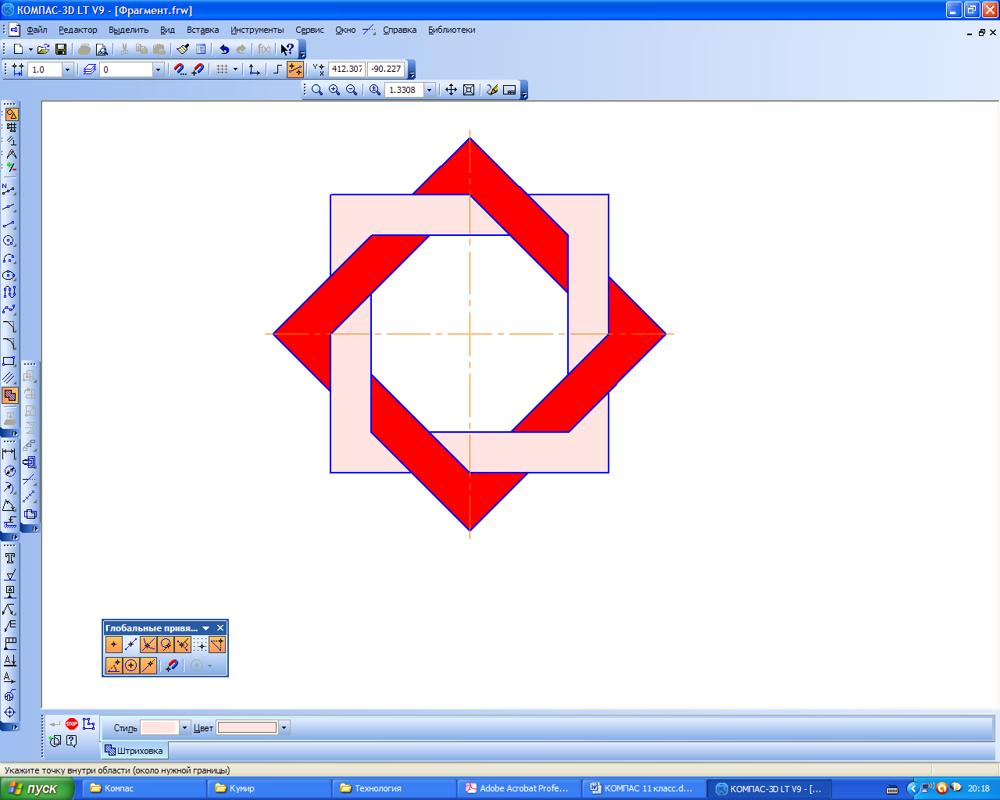 КОМПАС-3D LT V9 - [Фрагмент.frw]
Файл Редактор Выделить Вид Вставка Инструменты Сервис Окно Справка Библиотеки
f(x)
1.0 0 412.307 -90.227
1.3308
Глобальные привя...
STOP Стиль Цвет
Штриховка
Укажите точку внутри области (около нужной границы)
пуск Компас Кумир Технология Adobe Acrobat Profe... КОМПАС 11 класс.d... КОМПАС-3D LT V9 - [... 20:18